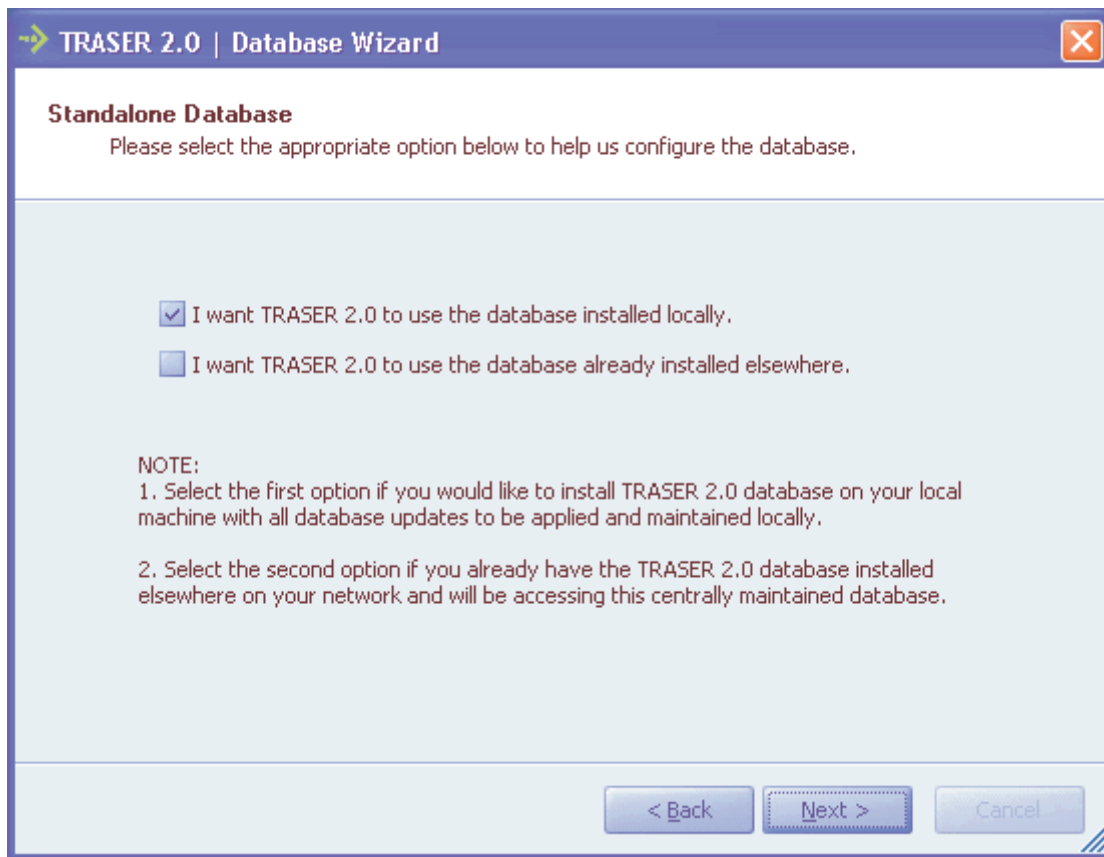 TRASER 2.0 | Database Wizard
Standalone Database
Please select the appropriate option below to help us configure the database.
I want TRASER 2.0 to use the database installed locally.
I want TRASER 2.0 to use the database already installed elsewhere.
NOTE:
1. Select the first option if you would like to install TRASER 2.0 database on your local
machine with all database updates to be applied and maintained locally.
2. Select the second option if you already have the TRASER 2.0 database installed
elsewhere on your network and will be accessing this centrally maintained database.
< Back Next > Cancel